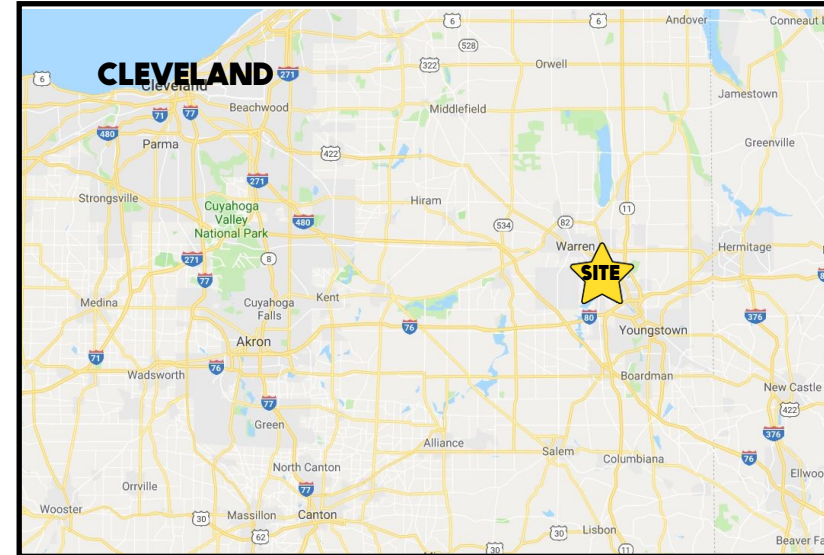 6
6
Andover
Conneaut
528
CLEVELAND
Cleveland
271
322
Orwell
6
Jamestown
Beachwood
Middlefield
71
77
480
Parma
Greenville
422
271
Strongsville
Hiram
Cuyahoga
Valley
National Park
480
11
534
82
Warren
Hermitage
8
271
SITE
77
Medina
Cuyahoga
Falls
Kent
80
376
76
Youngstown
Akron
71
76
Wadsworth
Boardman
New Castle
77
422
Green
376
Alliance
Salem
Columbiana
76
North Canton
Ellwoo
77
Orrville
Wooster
30
Massillon
Canton
62
30
Lisbon
30
11
Beaver Fa